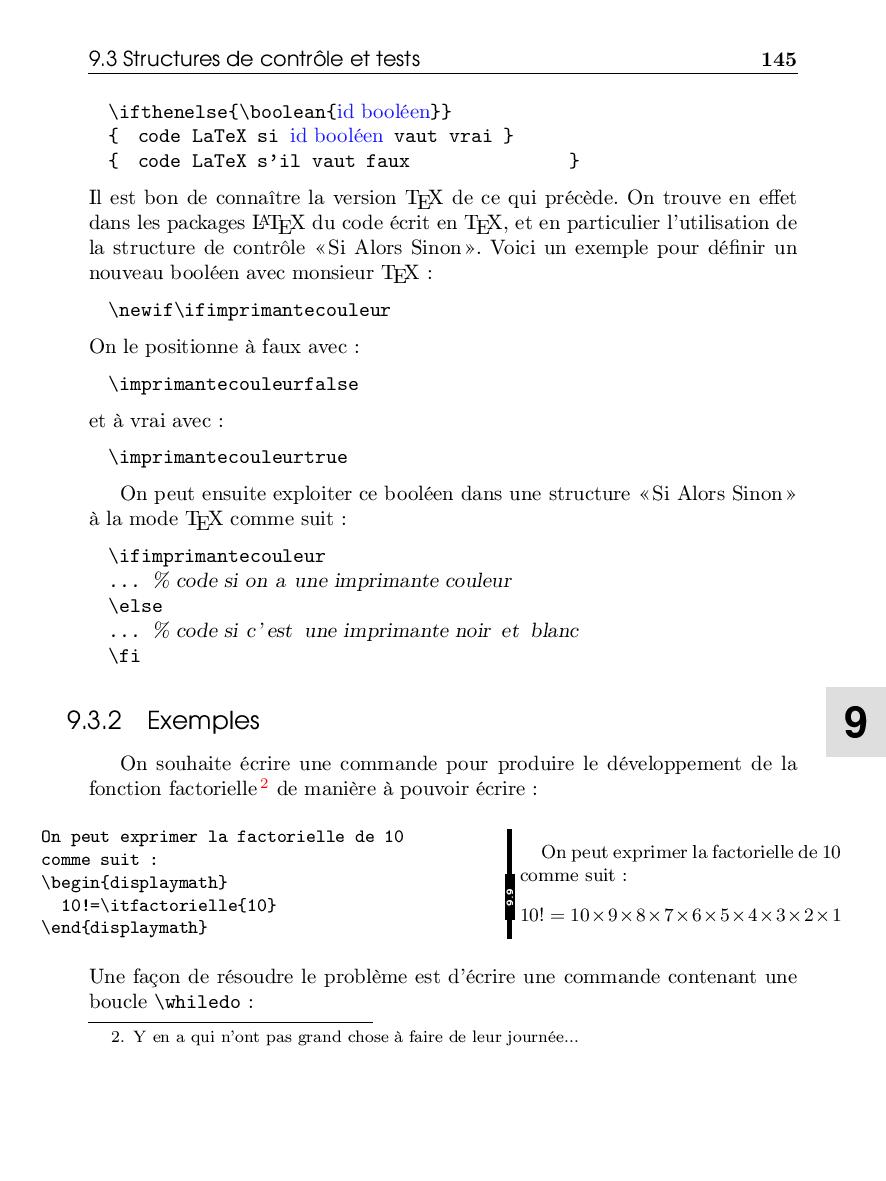 9.3 Structures de contrôle et tests 145
\ifthenelse{\boolean{id booléen}}
{ code LaTeX si id booléen vaut vrai }
{ code LaTeX s'il vaut faux }
Il est bon de connaître la version TEX de ce qui précède. On trouve en effet
dans les packages LATEX du code écrit en TEX, et en particulier l'utilisation de
la structure de contrôle « Si Alors Sinon ». Voici un exemple pour définir un
nouveau booléen avec monsieur TEX :
\newif\ifimprimantecouleur
On le positionne à faux avec :
\imprimantecouleurfalse
et à vrai avec :
\imprimantecouleurtrue
On peut ensuite exploiter ce booléen dans une structure « Si Alors Sinon »
à la mode TEX comme suit :
\ifimprimantecouleur
... % code si on a une imprimante couleur
\else
... % code si c'est une imprimante noir et blanc
\fi
9.3.2 Exemples
9
On souhaite écrire une commande pour produire le développement de la
fonction factorielle 2 de manière à pouvoir écrire :
On peut exprimer la factorielle de 10
comme suit :
\begin{displaymath}
10!=\itfactorielle{10}
\end{displaymath}
9.9
On peut exprimer la factorielle de 10
comme suit :
10! = 10×9×8×7×6×5×4×3×2×1
Une façon de résoudre le problème est d'écrire une commande contenant une
boucle \whiledo :
2. Y en a qui n'ont pas grand chose à faire de leur journée...